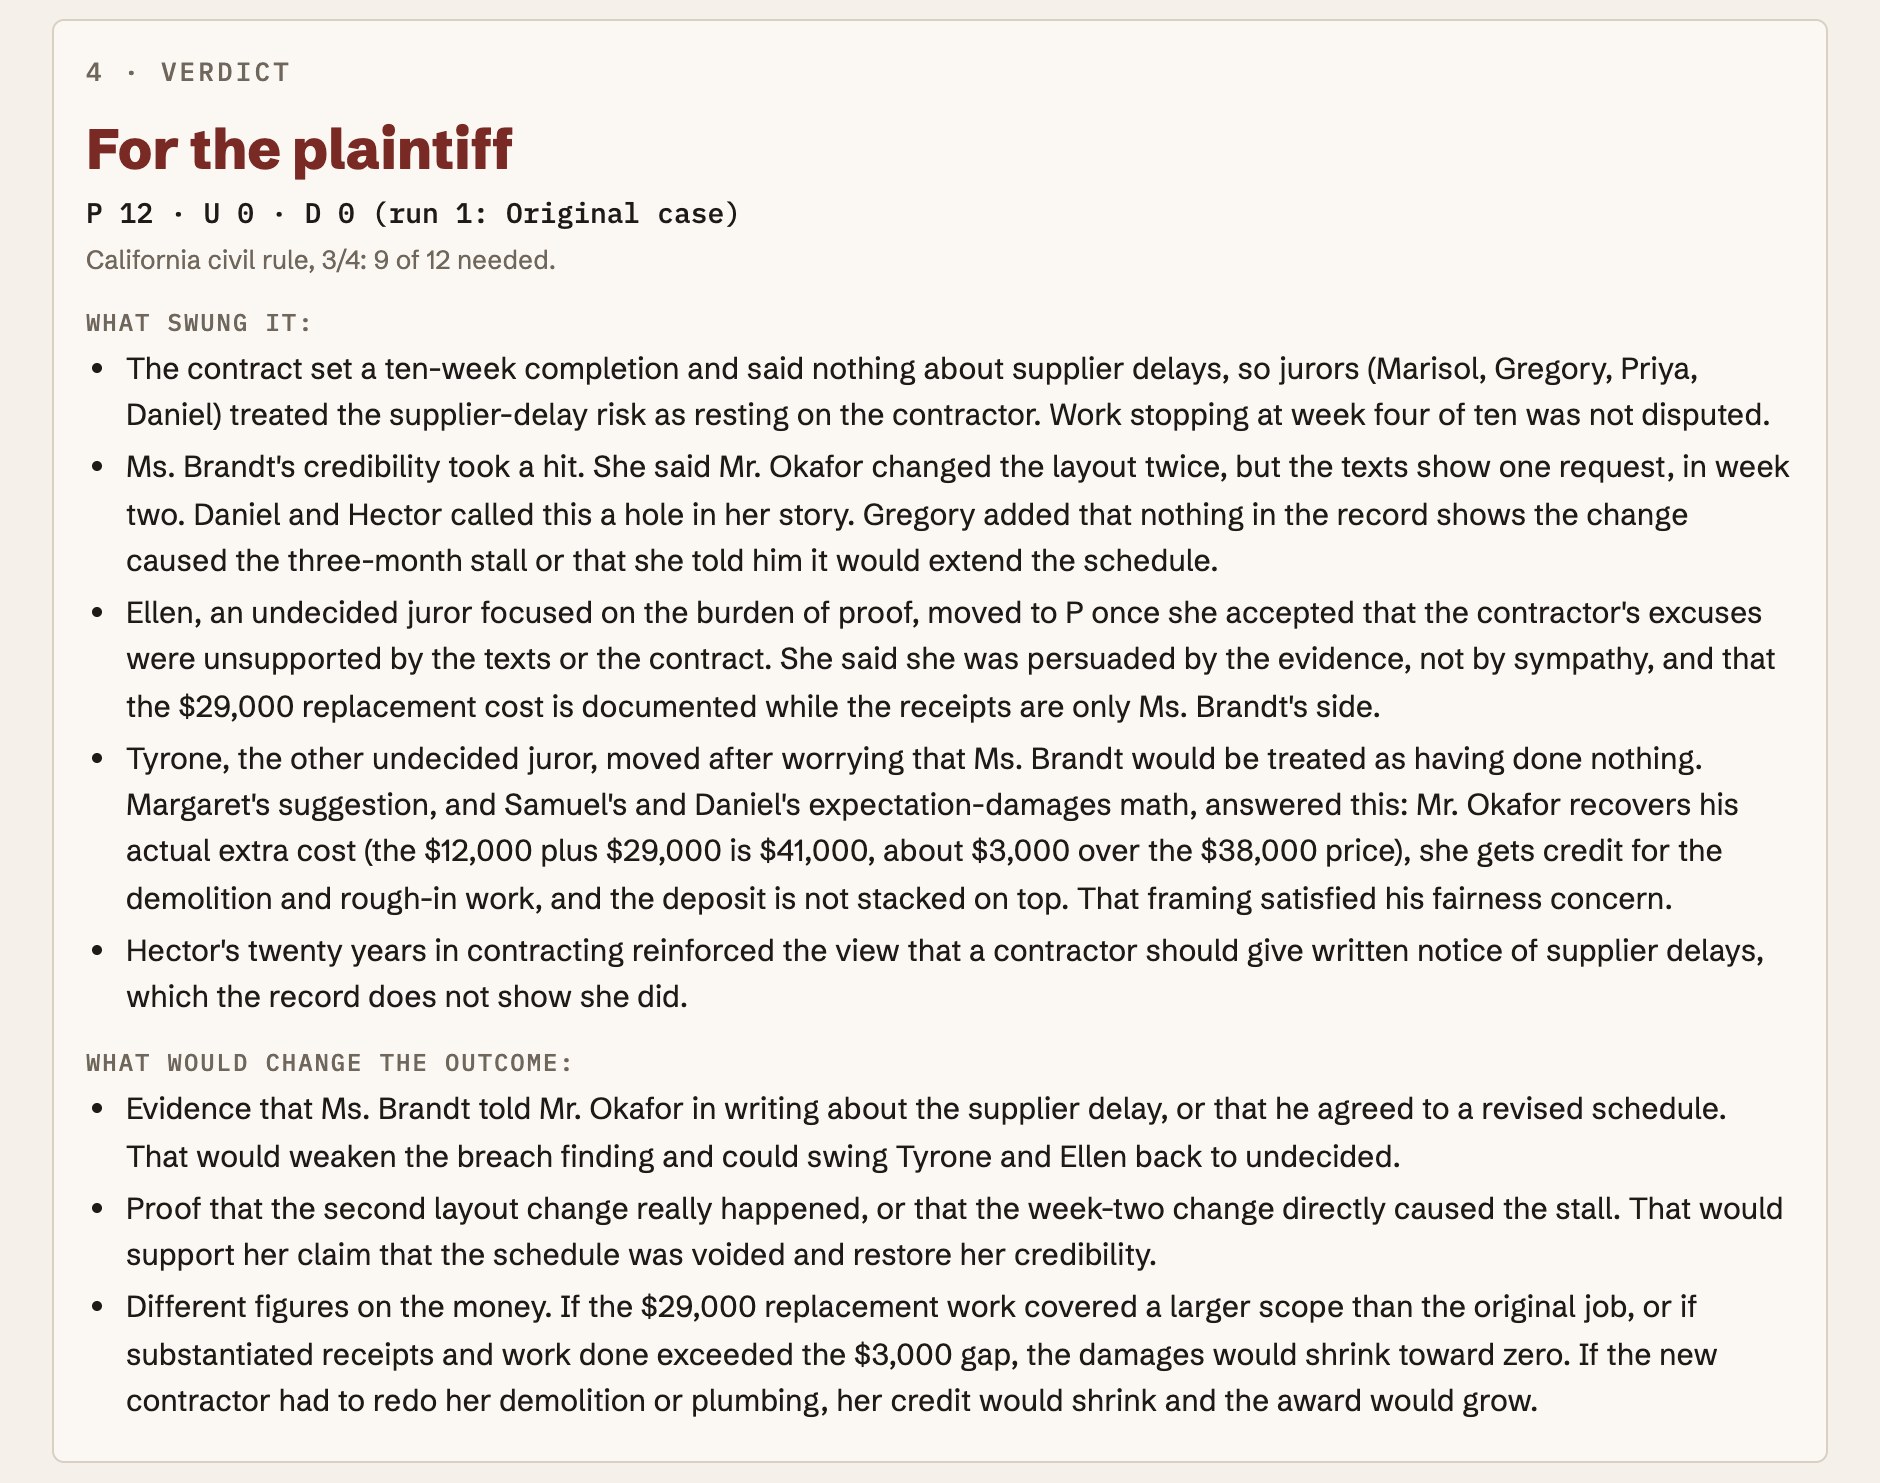 4 · VERDICT
For the plaintiff
P 12 · U 0 · D 0 (run 1: Original case)
California civil rule, 3/4: 9 of 12 needed.
WHAT SWUNG IT:
• The contract set a ten-week completion and said nothing about supplier delays, so jurors (Marisol, Gregory, Priya,
Daniel) treated the supplier-delay risk as resting on the contractor. Work stopping at week four of ten was not disputed.
• Ms. Brandt's credibility took a hit. She said Mr. Okafor changed the layout twice, but the texts show one request, in week
two. Daniel and Hector called this a hole in her story. Gregory added that nothing in the record shows the change
caused the three-month stall or that she told him it would extend the schedule.
• Ellen, an undecided juror focused on the burden of proof, moved to P once she accepted that the contractor's excuses
were unsupported by the texts or the contract. She said she was persuaded by the evidence, not by sympathy, and that
the $29,000 replacement cost is documented while the receipts are only Ms. Brandt's side.
• Tyrone, the other undecided juror, moved after worrying that Ms. Brandt would be treated as having done nothing.
Margaret's suggestion, and Samuel's and Daniel's expectation-damages math, answered this: Mr. Okafor recovers his
actual extra cost (the $12,000 plus $29,000 is $41,000, about $3,000 over the $38,000 price), she gets credit for the
demolition and rough-in work, and the deposit is not stacked on top. That framing satisfied his fairness concern.
• Hector's twenty years in contracting reinforced the view that a contractor should give written notice of supplier delays,
which the record does not show she did.
WHAT WOULD CHANGE THE OUTCOME:
• Evidence that Ms. Brandt told Mr. Okafor in writing about the supplier delay, or that he agreed to a revised schedule.
That would weaken the breach finding and could swing Tyrone and Ellen back to undecided.
• Proof that the second layout change really happened, or that the week-two change directly caused the stall. That would
support her claim that the schedule was voided and restore her credibility.
• Different figures on the money. If the $29,000 replacement work covered a larger scope than the original job, or if
substantiated receipts and work done exceeded the $3,000 gap, the damages would shrink toward zero. If the new
contractor had to redo her demolition or plumbing, her credit would shrink and the award would grow.